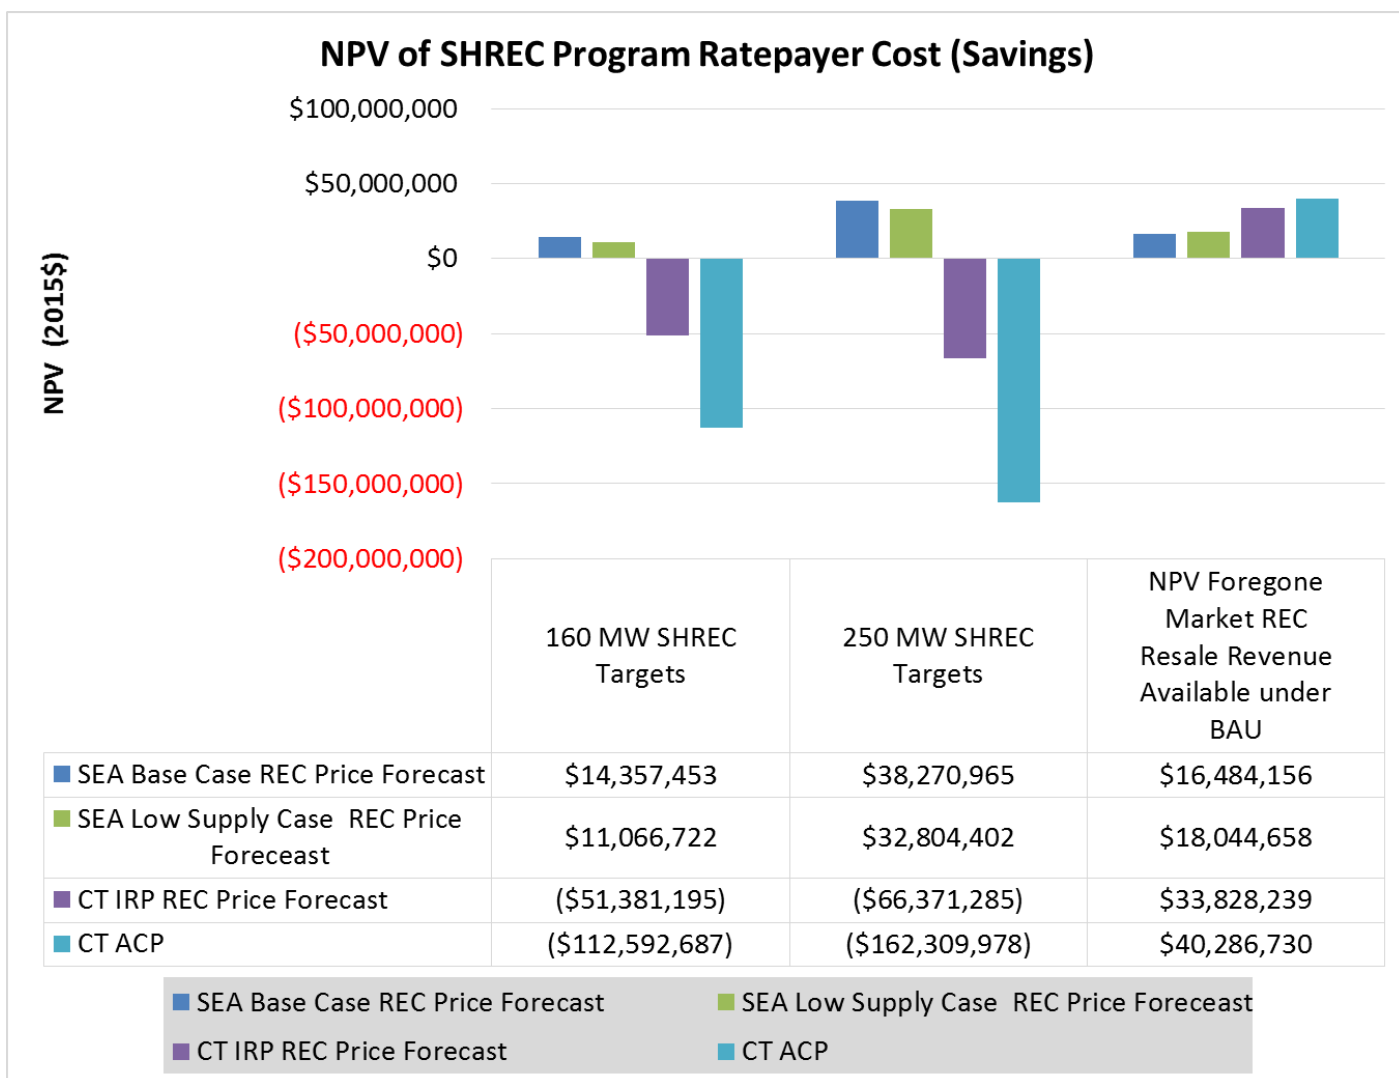 NPV of SHREC Program Ratepayer Cost (Savings)
NPV  (2015$)
$100,000,000
$50,000,000
$0
($50,000,000)
($100,000,000)
($150,000,000)
($200,000,000)
160 MW SHREC
Targets
250 MW SHREC
Targets
NPV Foregone
Market REC
Resale Revenue
Available under
BAU
SEA Base Case REC Price Forecast $14,357,453 $38,270,965 $16,484,156
SEA Low Supply Case  REC Price
Foreceast $11,066,722 $32,804,402 $18,044,658
CT IRP REC Price Forecast ($51,381,195) ($66,371,285) $33,828,239
CT ACP ($112,592,687) ($162,309,978) $40,286,730
SEA Base Case REC Price Forecast SEA Low Supply Case  REC Price Foreceast
CT IRP REC Price Forecast CT ACP